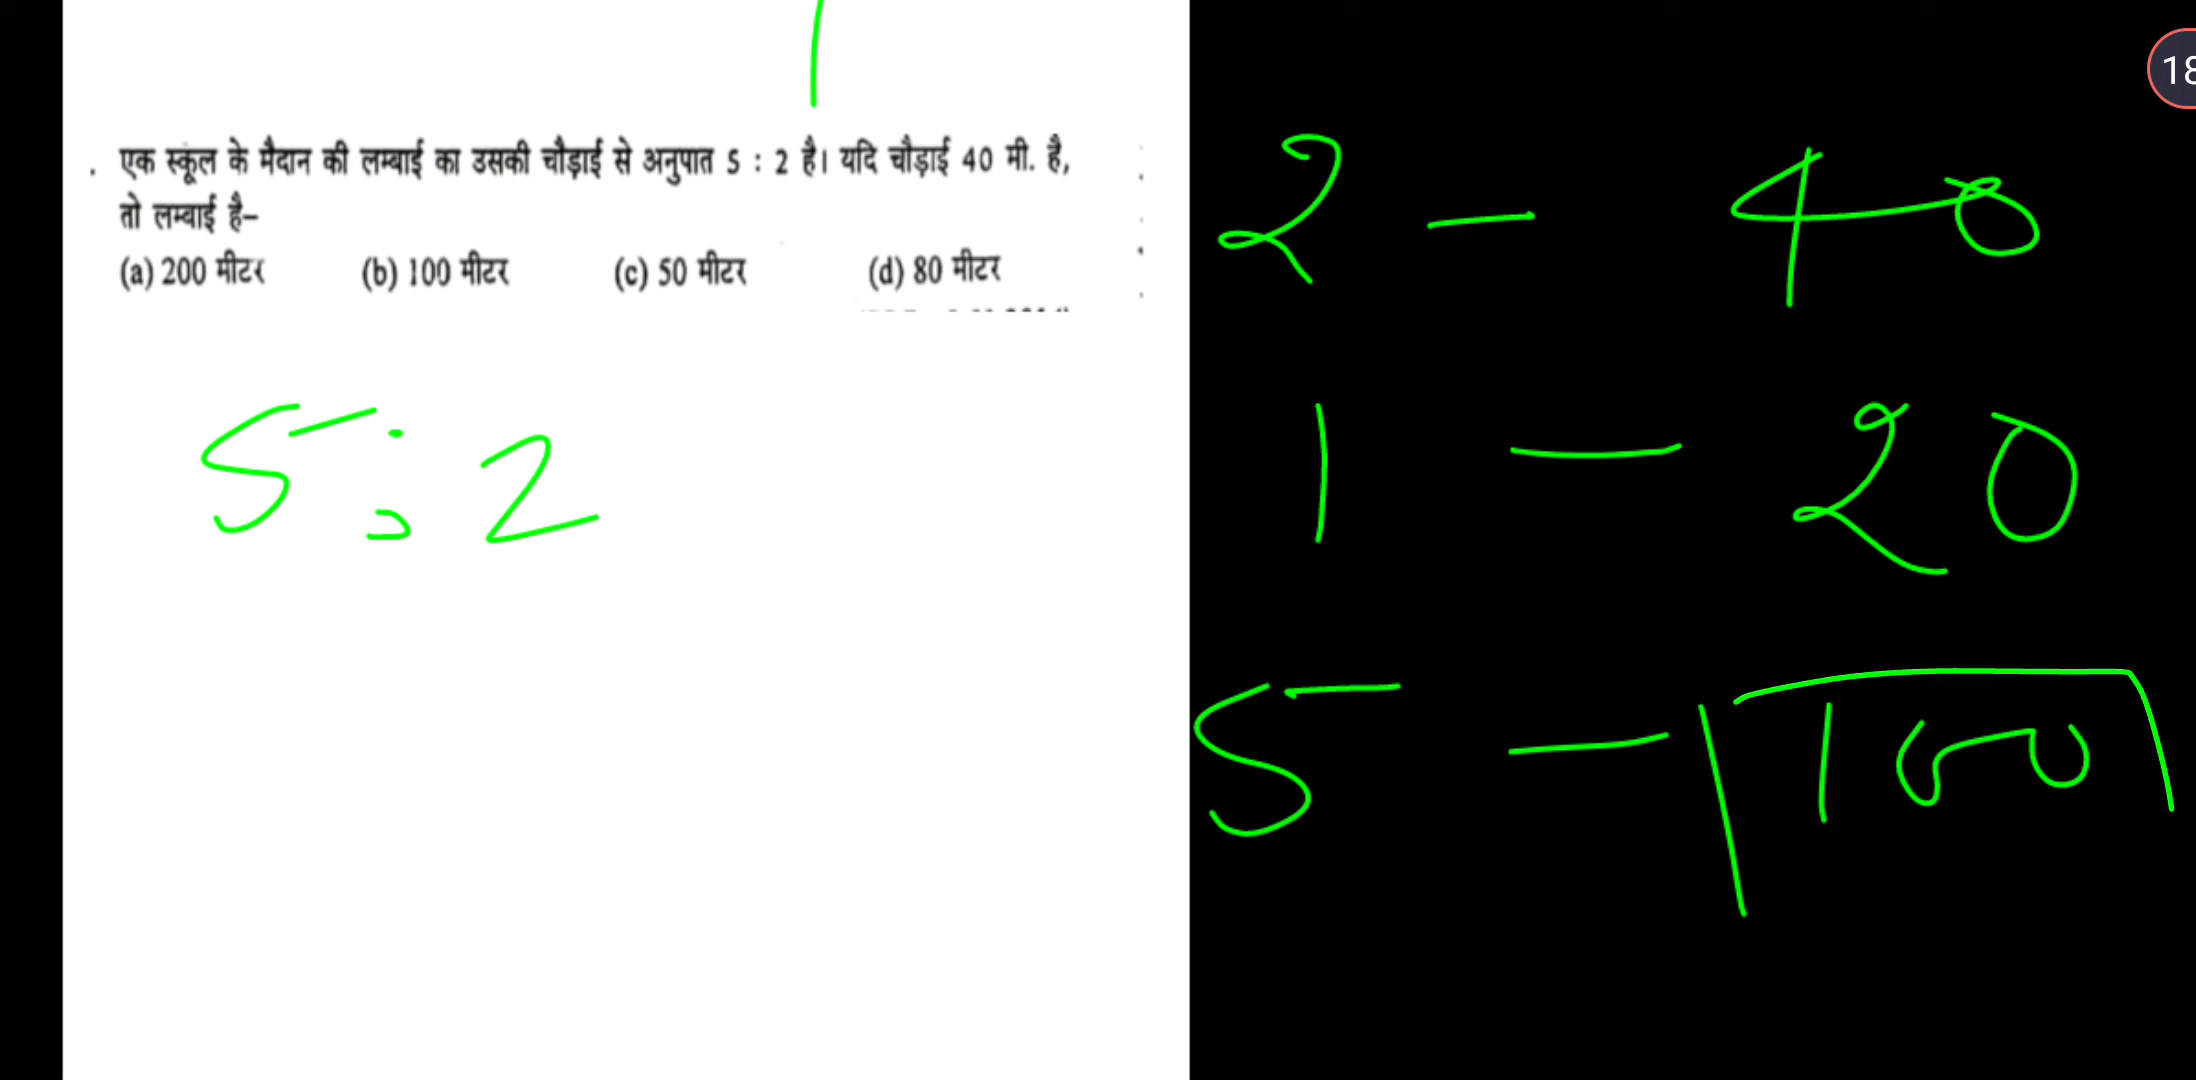 एक स्कूल के मैदान की लम्बाई का उसकी चौड़ाई से अनुपात 5 : 2 है। यदि चौड़ाई 40 मी. है,
तो लम्बाई है–
(a) 200 मीटर (b) 100 मीटर (c) 50 मीटर (d) 80 मीटर
5 : 2
18
2 — 40
1 — 20
5 — 100